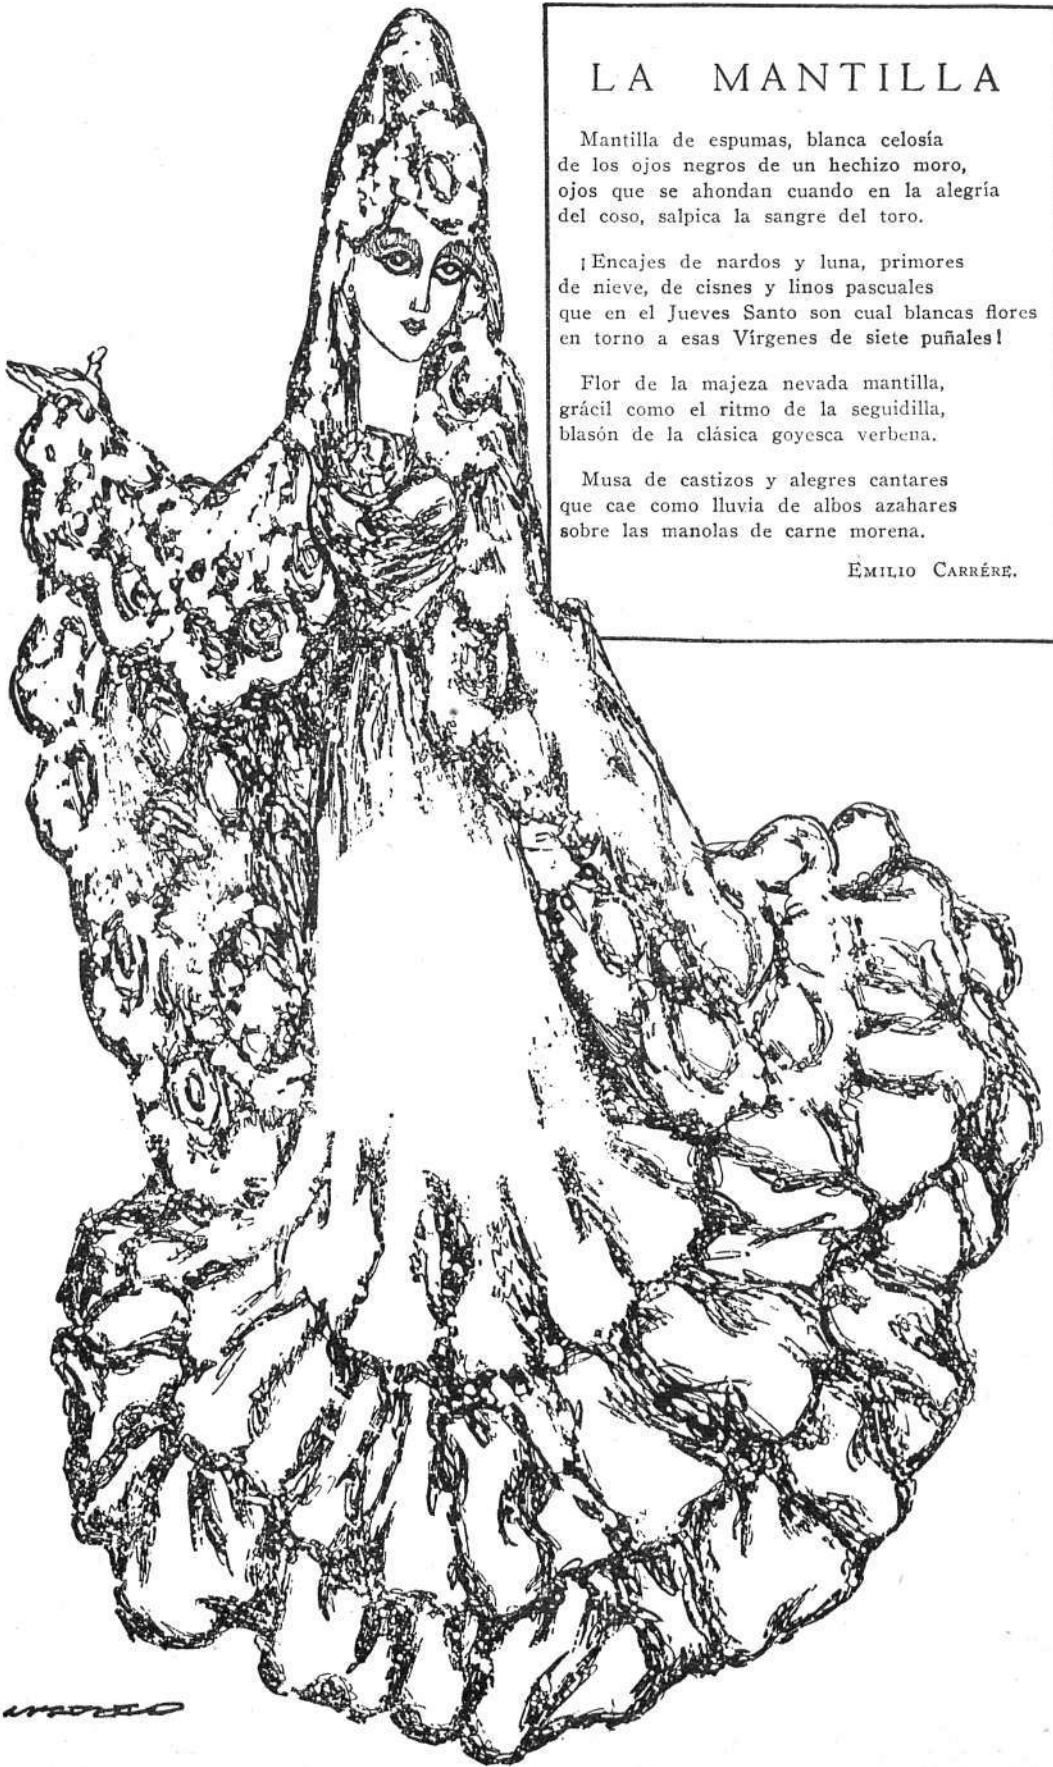 LA MANTILLA
Mantilla de espumas, blanca celosía
de los ojos negros de un hechizo moro,
ojos que se ahondan cuando en la alegría
del coso, salpica la sangre del toro.
¡Encajes de nardos y luna, primores
de nieve, de cisnes y linos pascuales
que en el Jueves Santo son cual blancas flores
en torno a esas Vírgenes de siete puñales!
Flor de la majeza nevada mantilla,
grácil como el ritmo de la seguidilla,
blasón de la clásica goyesca verbena.
Musa de castizos y alegres cantares
que cae como lluvia de albos azahares
sobre las manolas de carne morena.
EMILIO CARRÉRE.